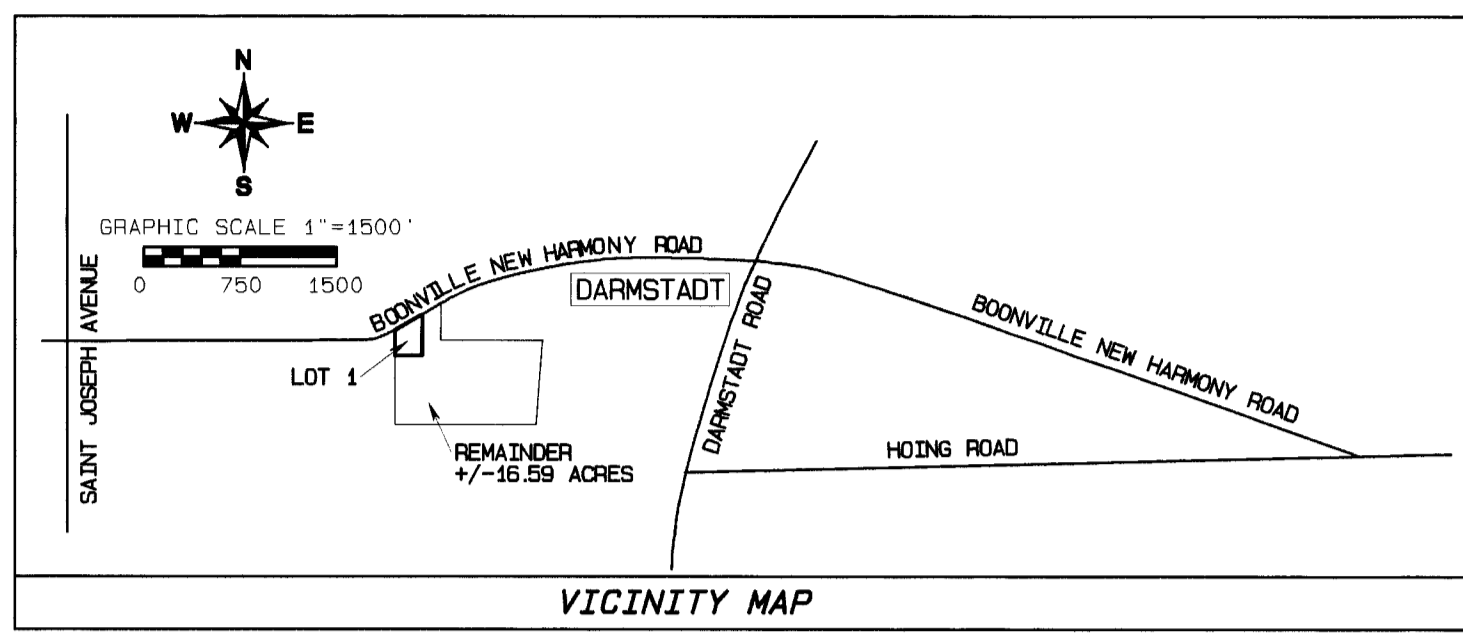 N
W E
S
GRAPHIC SCALE 1"=1500'
0 750 1500
SAINT JOSEPH AVENUE
BOONVILLE NEW HARMONY ROAD
DARMSTADT
DARMSTADT ROAD
BOONVILLE NEW HARMONY ROAD
LOT 1
REMAINDER
+/-16.59 ACRES
HOING ROAD
VICINITY MAP